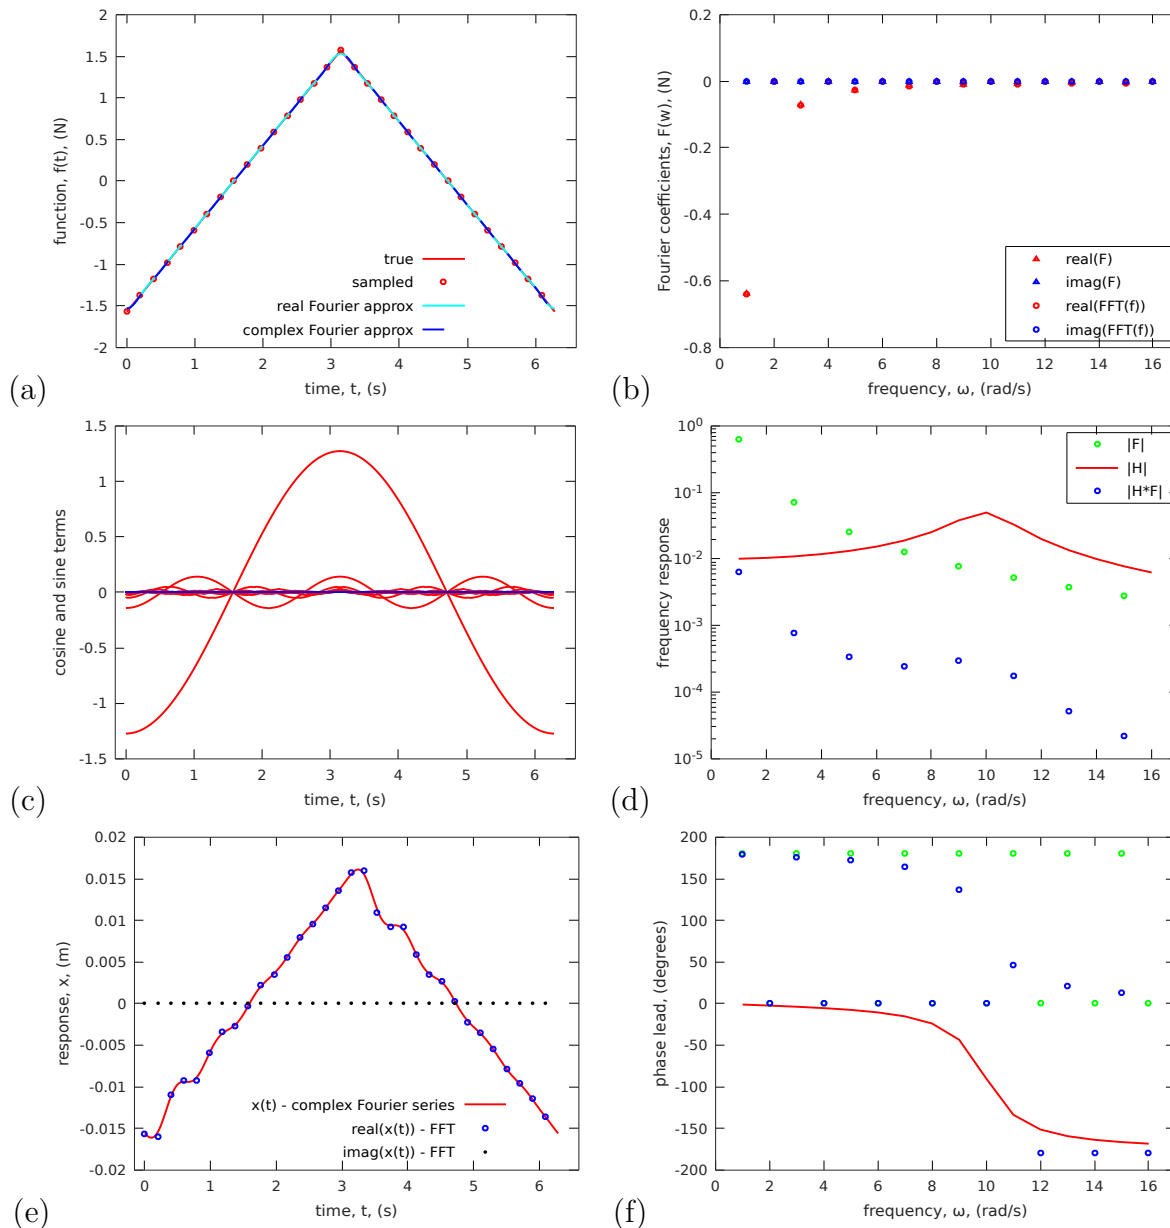 2
1.5
1
0.5
0
-0.5
-1
-1.5
-2
function, f(t), (N)
true
sampled
real Fourier approx
complex Fourier approx
0 1 2 3 4 5 6
time, t, (s)
(a)
0.2
0
-0.2
-0.4
-0.6
-0.8
Fourier coefficients, F(w), (N)
real(F)
imag(F)
real(FFT(f))
imag(FFT(f))
0 2 4 6 8 10 12 14 16
frequency, ω, (rad/s)
(b)
1.5
1
0.5
0
-0.5
-1
-1.5
cosine and sine terms
0 1 2 3 4 5 6
time, t, (s)
(c)
10^0
10^-1
10^-2
10^-3
10^-4
10^-5
frequency response
|F|
|H|
|H*F|
0 2 4 6 8 10 12 14 16
frequency, ω, (rad/s)
(d)
0.02
0.015
0.01
0.005
0
-0.005
-0.01
-0.015
-0.02
response, x, (m)
x(t) - complex Fourier series
real(x(t)) - FFT
imag(x(t)) - FFT
0 1 2 3 4 5 6
time, t, (s)
(e)
200
150
100
50
0
-50
-100
-150
-200
phase lead, (degrees)
0 2 4 6 8 10 12 14 16
frequency, ω, (rad/s)
(f)